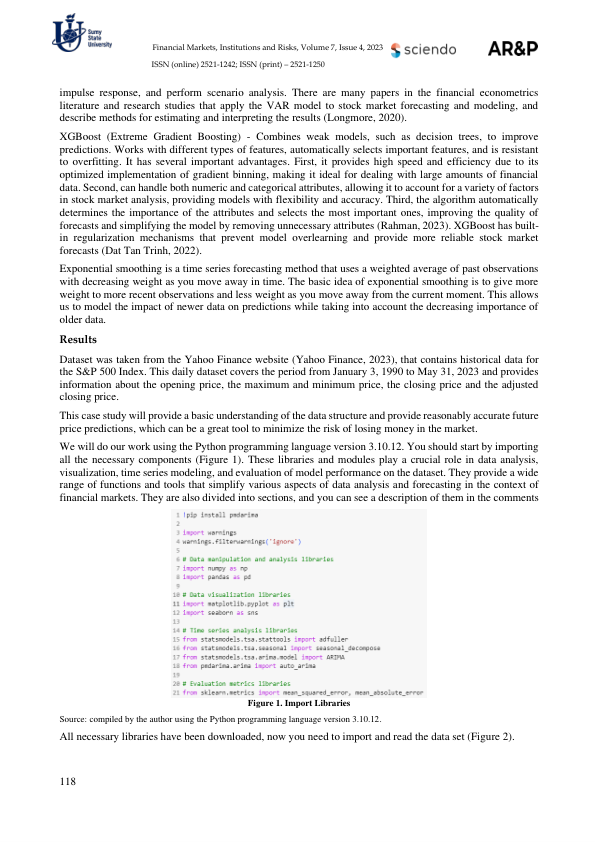 Sumy
State
University
Financial Markets, Institutions and Risks, Volume 7, Issue 4, 2023
sciendo
AR&P
ISSN (online) 2521-1242; ISSN (print) – 2521-1250
impulse response, and perform scenario analysis. There are many papers in the financial econometrics
literature and research studies that apply the VAR model to stock market forecasting and modeling, and
describe methods for estimating and interpreting the results (Longmore, 2020).
XGBoost (Extreme Gradient Boosting) - Combines weak models, such as decision trees, to improve
predictions. Works with different types of features, automatically selects important features, and is resistant
to overfitting. It has several important advantages. First, it provides high speed and efficiency due to its
optimized implementation of gradient binning, making it ideal for dealing with large amounts of financial
data. Second, can handle both numeric and categorical attributes, allowing it to account for a variety of factors
in stock market analysis, providing models with flexibility and accuracy. Third, the algorithm automatically
determines the importance of the attributes and selects the most important ones, improving the quality of
forecasts and simplifying the model by removing unnecessary attributes (Rahman, 2023). XGBoost has built-
in regularization mechanisms that prevent model overlearning and provide more reliable stock market
forecasts (Dat Tan Trinh, 2022).
Exponential smoothing is a time series forecasting method that uses a weighted average of past observations
with decreasing weight as you move away in time. The basic idea of exponential smoothing is to give more
weight to more recent observations and less weight as you move away from the current moment. This allows
us to model the impact of newer data on predictions while taking into account the decreasing importance of
older data.
Results
Dataset was taken from the Yahoo Finance website (Yahoo Finance, 2023), that contains historical data for
the S&P 500 Index. This daily dataset covers the period from January 3, 1990 to May 31, 2023 and provides
information about the opening price, the maximum and minimum price, the closing price and the adjusted
closing price.
This case study will provide a basic understanding of the data structure and provide reasonably accurate future
price predictions, which can be a great tool to minimize the risk of losing money in the market.
We will do our work using the Python programming language version 3.10.12. You should start by importing
all the necessary components (Figure 1). These libraries and modules play a crucial role in data analysis,
visualization, time series modeling, and evaluation of model performance on the dataset. They provide a wide
range of functions and tools that simplify various aspects of data analysis and forecasting in the context of
financial markets. They are also divided into sections, and you can see a description of them in the comments
1 !pip install pmdarima
2
3 import warnings
4 warnings.filterwarnings('ignore')
5
6 # Data manipulation and analysis libraries
7 import numpy as np
8 import pandas as pd
9
10 # Data visualization libraries
11 import matplotlib.pyplot as plt
12 import seaborn as sns
13
14 # Time series analysis libraries
15 from statsmodels.tsa.stattools import adfuller
16 from statsmodels.tsa.seasonal import seasonal_decompose
17 from statsmodels.tsa.arima.model import ARIMA
18 from pmdarima.arima import auto_arima
19
20 # Evaluation metrics libraries
21 from sklearn.metrics import mean_squared_error, mean_absolute_error
Figure 1. Import Libraries
Source: compiled by the author using the Python programming language version 3.10.12.
All necessary libraries have been downloaded, now you need to import and read the data set (Figure 2).
118